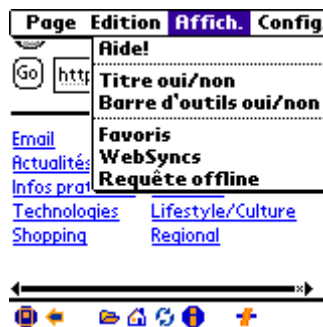 Page Edition Affich. Config
Aide!
Go http
Titre oui/non
Barre d'outils oui/non
Favoris
WebSyncs
Requête offline
Email
Actualités
Infos prat
Technologies Lifestyle/Culture
Shopping Regional